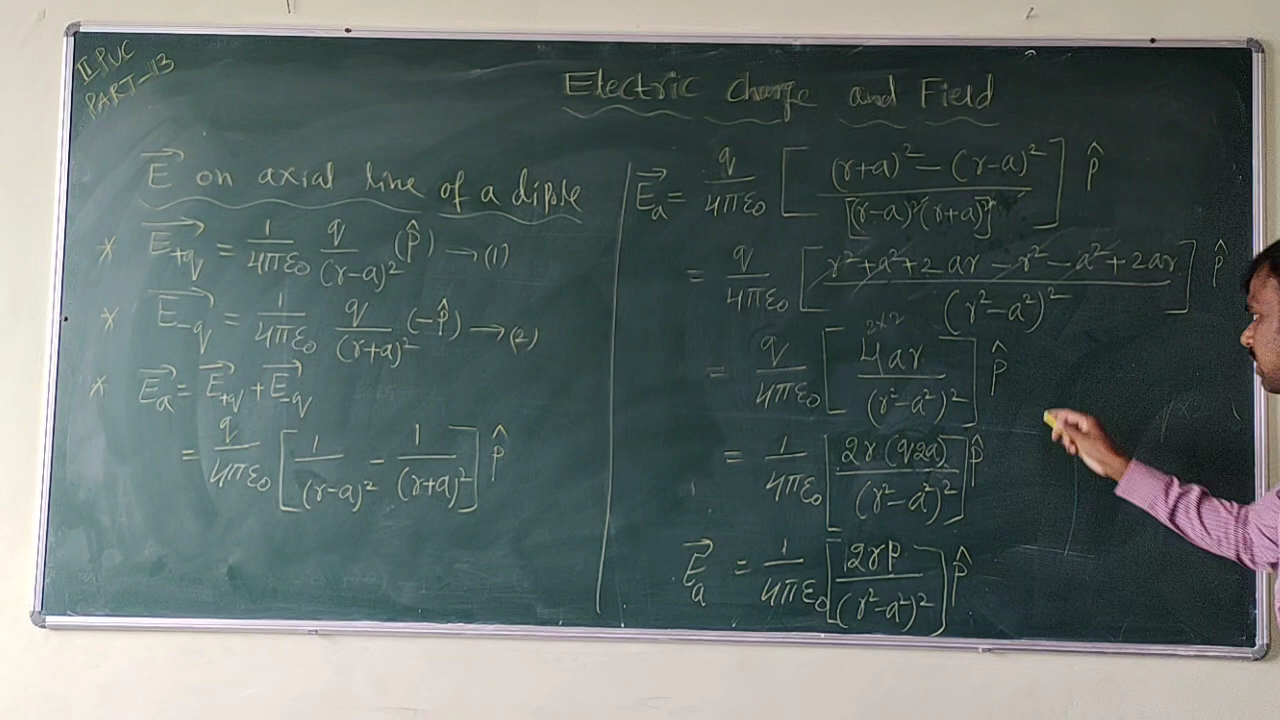 II PUC
PART-13
Electric charge and Field
→E on axial line of a dipole
* →E₊q = 1/4πε₀ q/(r-a)² (p̂) → (1)
* →E₋q = 1/4πε₀ q/(r+a)² (-p̂) → (2)
* →Eₐ = →E₊q + →E₋q
= q/4πε₀ [1/(r-a)² - 1/(r+a)²] p̂
→Eₐ = q/4πε₀ [(r+a)² - (r-a)² / [(r-a)²(r+a)²]] p̂
= q/4πε₀ [r²+a²+2ar-r²-a²+2ar / (r²-a²)²] p̂
2×2
= q/4πε₀ [4ar/(r²-a²)²] p̂
= 1/4πε₀ [2r(q2a)/(r²-a²)²] p̂
→Eₐ = 1/4πε₀ [2rp/(r²-a²)²] p̂